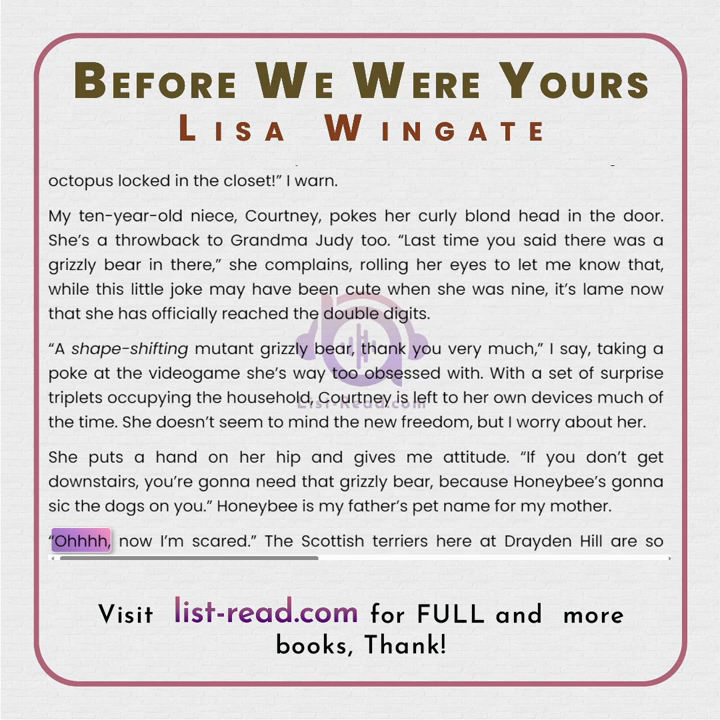 BEFORE WE WERE YOURS
LISA WINGATE
octopus locked in the closet!” I warn.
My ten-year-old niece, Courtney, pokes her curly blond head in the door.
She’s a throwback to Grandma Judy too. “Last time you said there was a
grizzly bear in there,” she complains, rolling her eyes to let me know that,
while this little joke may have been cute when she was nine, it’s lame now
that she has officially reached the double digits.
“A shape-shifting mutant grizzly bear, thank you very much,” I say, taking a
poke at the videogame she’s way too obsessed with. With a set of surprise
triplets occupying the household, Courtney is left to her own devices much of
the time. She doesn’t seem to mind the new freedom, but I worry about her.
List-Read.com
She puts a hand on her hip and gives me attitude. “If you don’t get
downstairs, you’re gonna need that grizzly bear, because Honeybee’s gonna
sic the dogs on you.” Honeybee is my father’s pet name for my mother.
“Ohhhh, now I’m scared.” The Scottish terriers here at Drayden Hill are so
Visit list-read.com for FULL and more
books, Thank!